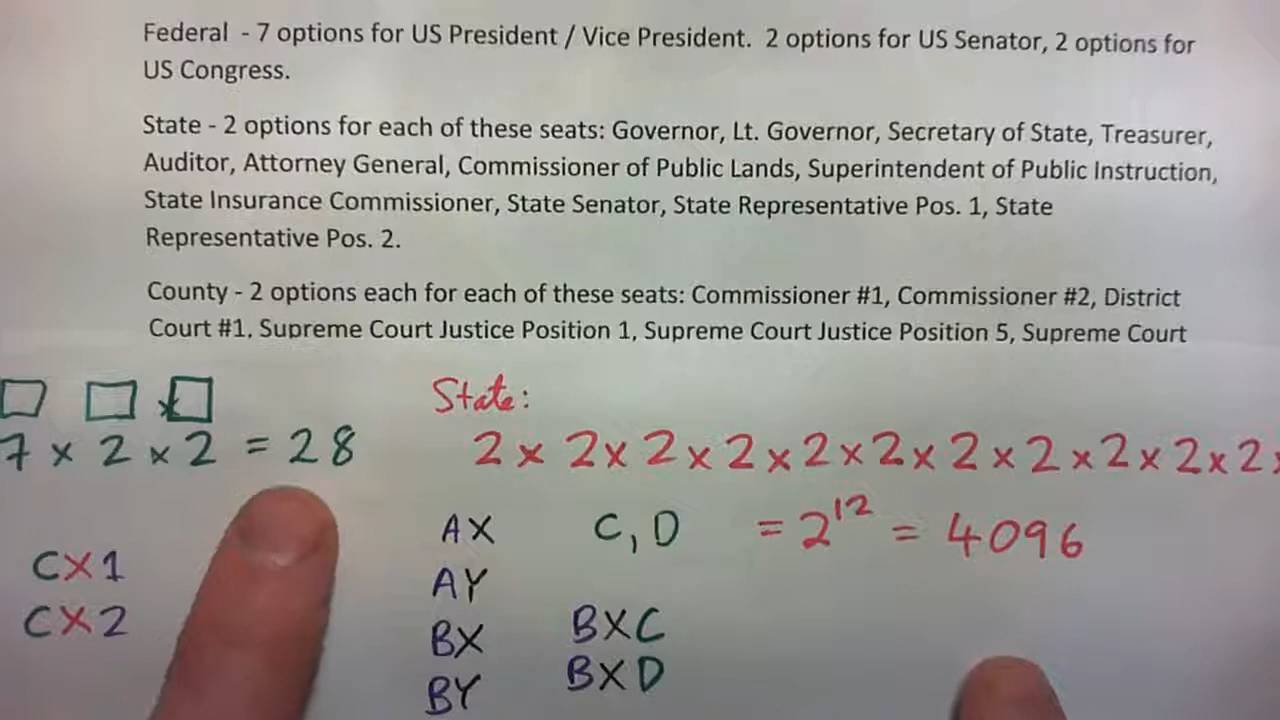 Federal - 7 options for US President / Vice President. 2 options for US Senator, 2 options for
US Congress.
State - 2 options for each of these seats: Governor, Lt. Governor, Secretary of State, Treasurer,
Auditor, Attorney General, Commissioner of Public Lands, Superintendent of Public Instruction,
State Insurance Commissioner, State Senator, State Representative Pos. 1, State
Representative Pos. 2.
County - 2 options each for each of these seats: Commissioner #1, Commissioner #2, District
Court #1, Supreme Court Justice Position 1, Supreme Court Justice Position 5, Supreme Court
State:
7 x 2 x 2 = 28
2 x 2 x 2 x 2 x 2 x 2 x 2 x 2 x 2 x 2 x 2 x
= 2^12 = 4096
CX1
CX2
AX
AY
BX
BY
C, D
BXC
BXD